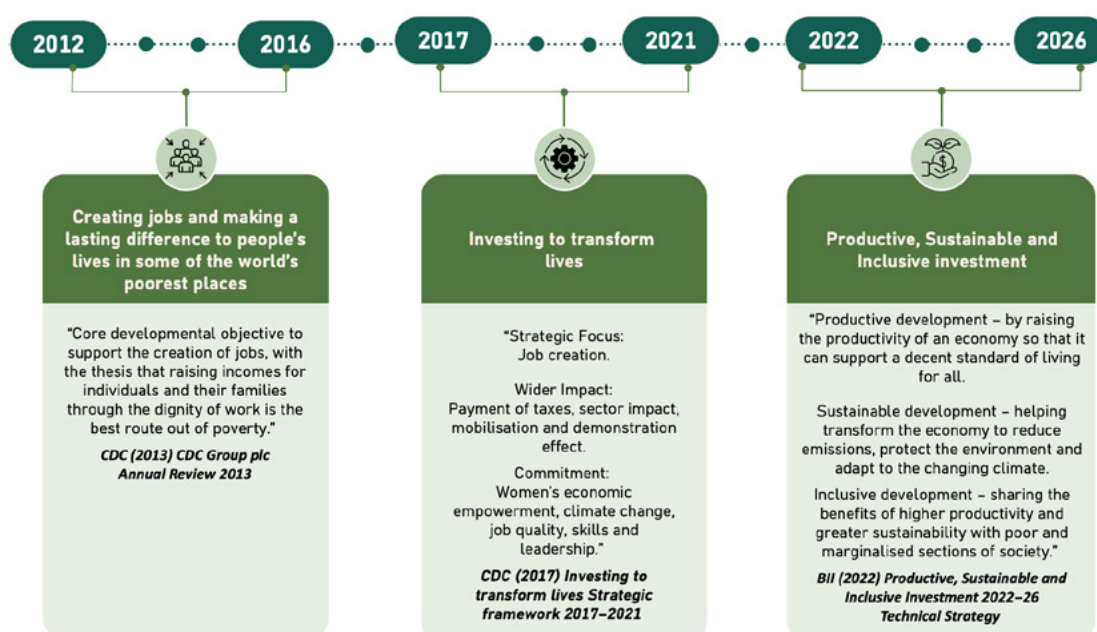 2012
2016
2017
2021
2022
2026
Creating jobs and making a
lasting difference to people's
lives in some of the world's
poorest places
"Core developmental objective to
support the creation of jobs, with
the thesis that raising incomes for
individuals and their families
through the dignity of work is the
best route out of poverty."
CDC (2013) CDC Group plc
Annual Review 2013
Investing to transform
lives
"Strategic Focus:
Job creation.
Wider Impact:
Payment of taxes, sector impact,
mobilisation and demonstration
effect.
Commitment:
Women's economic
empowerment, climate change,
job quality, skills and
leadership."
CDC (2017) Investing to
transform lives Strategic
framework 2017–2021
Productive, Sustainable and
Inclusive investment
"Productive development – by raising
the productivity of an economy so that it
can support a decent standard of living
for all.
Sustainable development – helping
transform the economy to reduce
emissions, protect the environment and
adapt to the changing climate.
Inclusive development – sharing the
benefits of higher productivity and
greater sustainability with poor and
marginalised sections of society."
BII (2022) Productive, Sustainable and
Inclusive Investment 2022–26
Technical Strategy